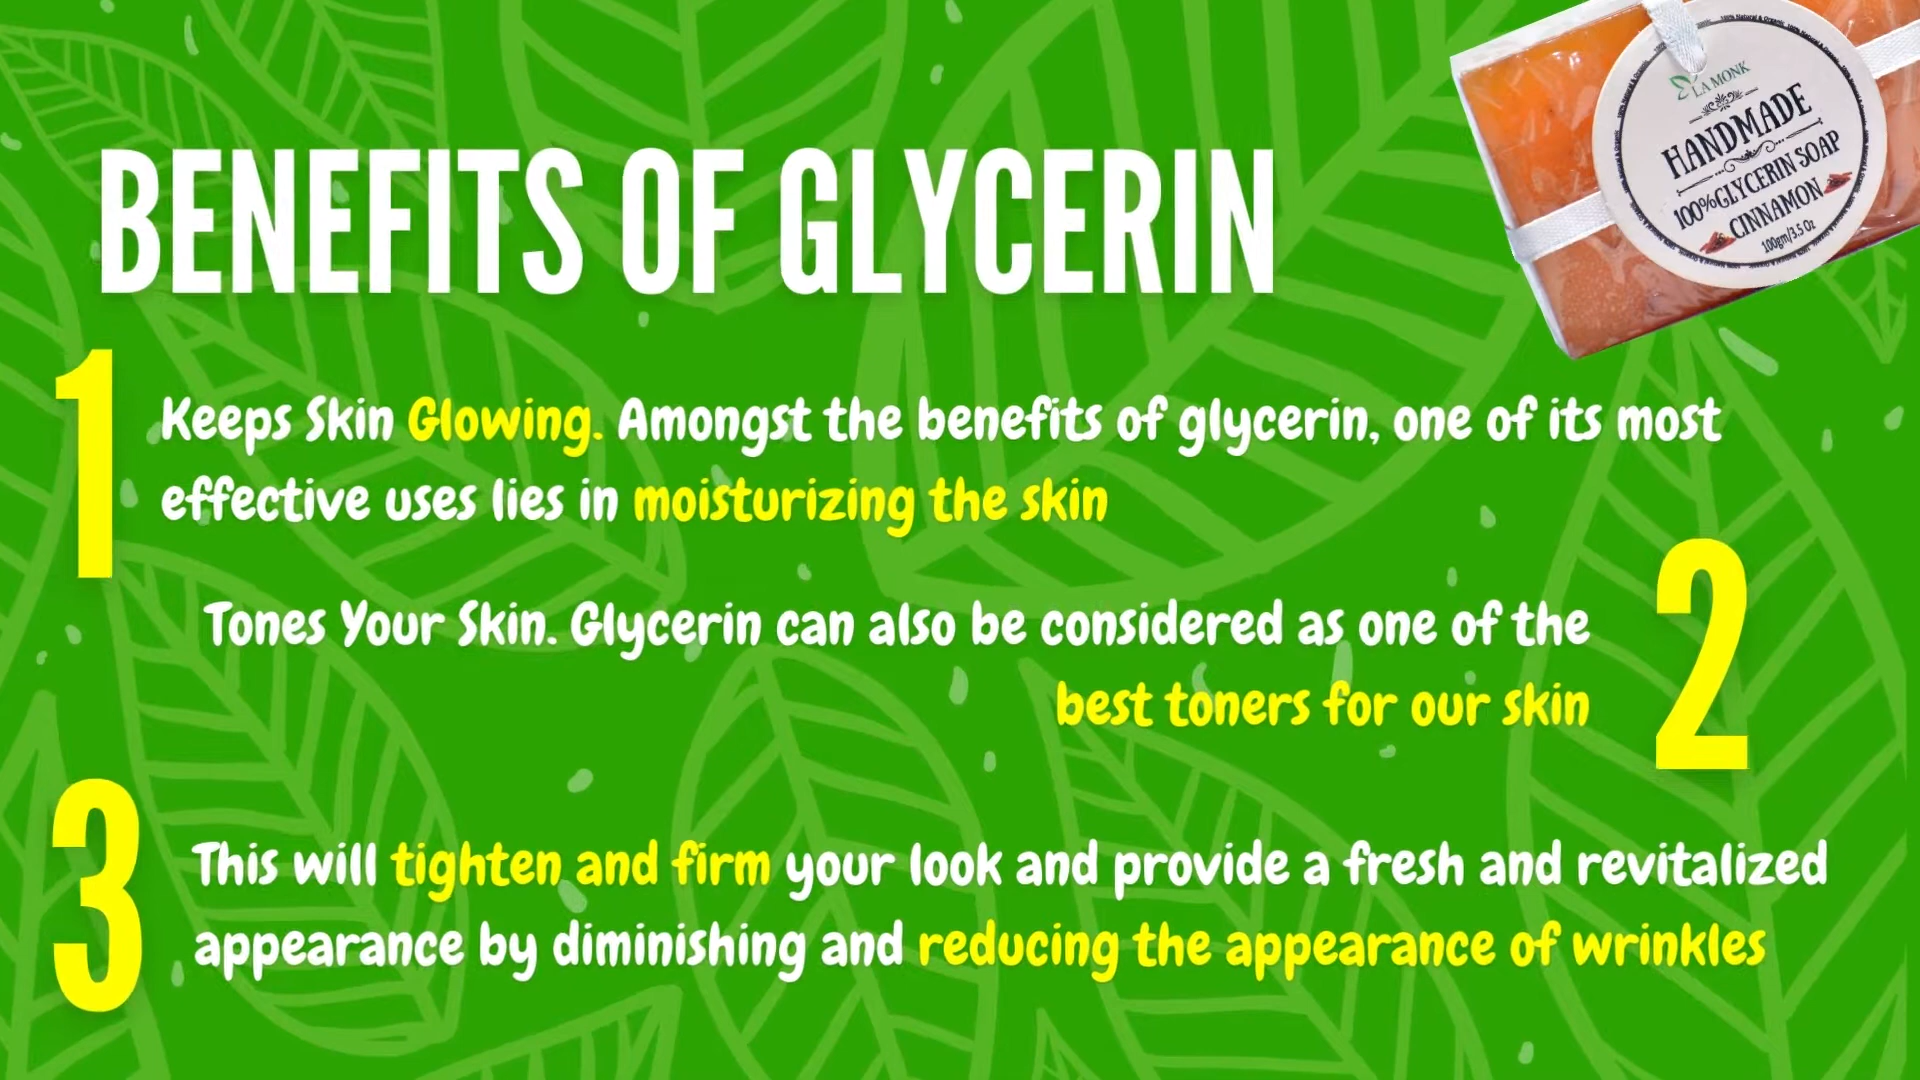 BENEFITS OF GLYCERIN
LA MONK
HANDMADE
100%GLYCERIN SOAP
CINNAMON
100gm/3.5 Oz
1
Keeps Skin Glowing. Amongst the benefits of glycerin, one of its most
effective uses lies in moisturizing the skin
Tones Your Skin. Glycerin can also be considered as one of the
best toners for our skin
2
3
This will tighten and firm your look and provide a fresh and revitalized
appearance by diminishing and reducing the appearance of wrinkles